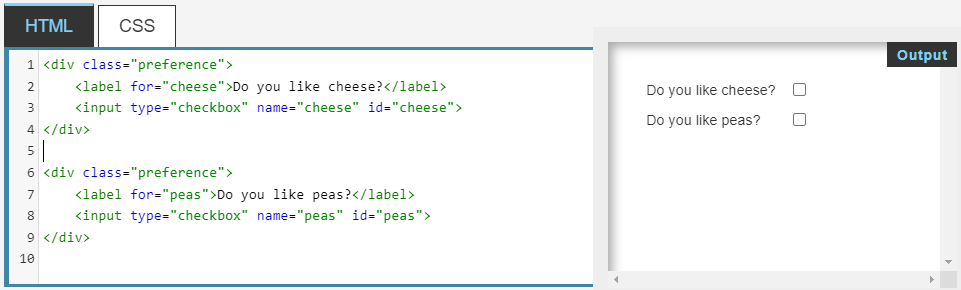 HTML CSS
1 <div class="preference">
2     <label for="cheese">Do you like cheese?</label>
3     <input type="checkbox" name="cheese" id="cheese">
4 </div>
5
6 <div class="preference">
7     <label for="peas">Do you like peas?</label>
8     <input type="checkbox" name="peas" id="peas">
9 </div>
10
Output
Do you like cheese?
Do you like peas?